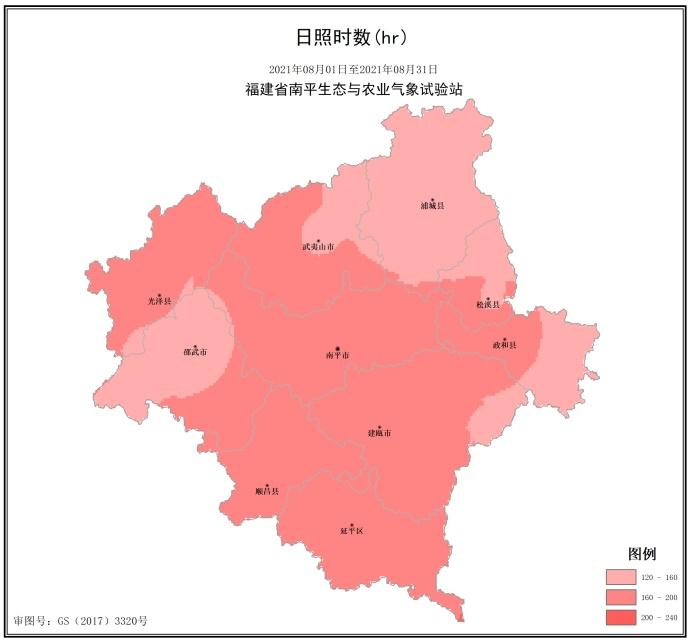 日照时数(hr)
2021年08月01日至2021年08月31日
福建省南平生态与农业气象试验站
浦城县
武夷山市
光泽县
松溪县
政和县
邵武市
南平市
建瓯市
顺昌县
延平区
图例
120 - 160
160 - 200
200 - 240
审图号: GS (2017) 3320号